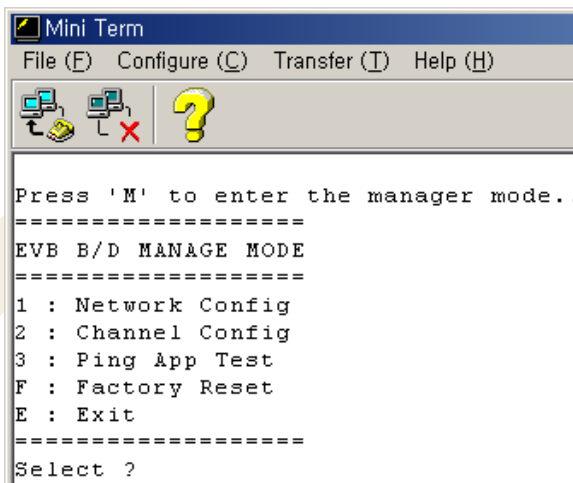 Mini Term
File (F) Configure (C) Transfer (T) Help (H)
Press 'M' to enter the manager mode..
===================
EVB B/D MANAGE MODE
===================
1 : Network Config
2 : Channel Config
3 : Ping App Test
F : Factory Reset
E : Exit
===================
Select ?